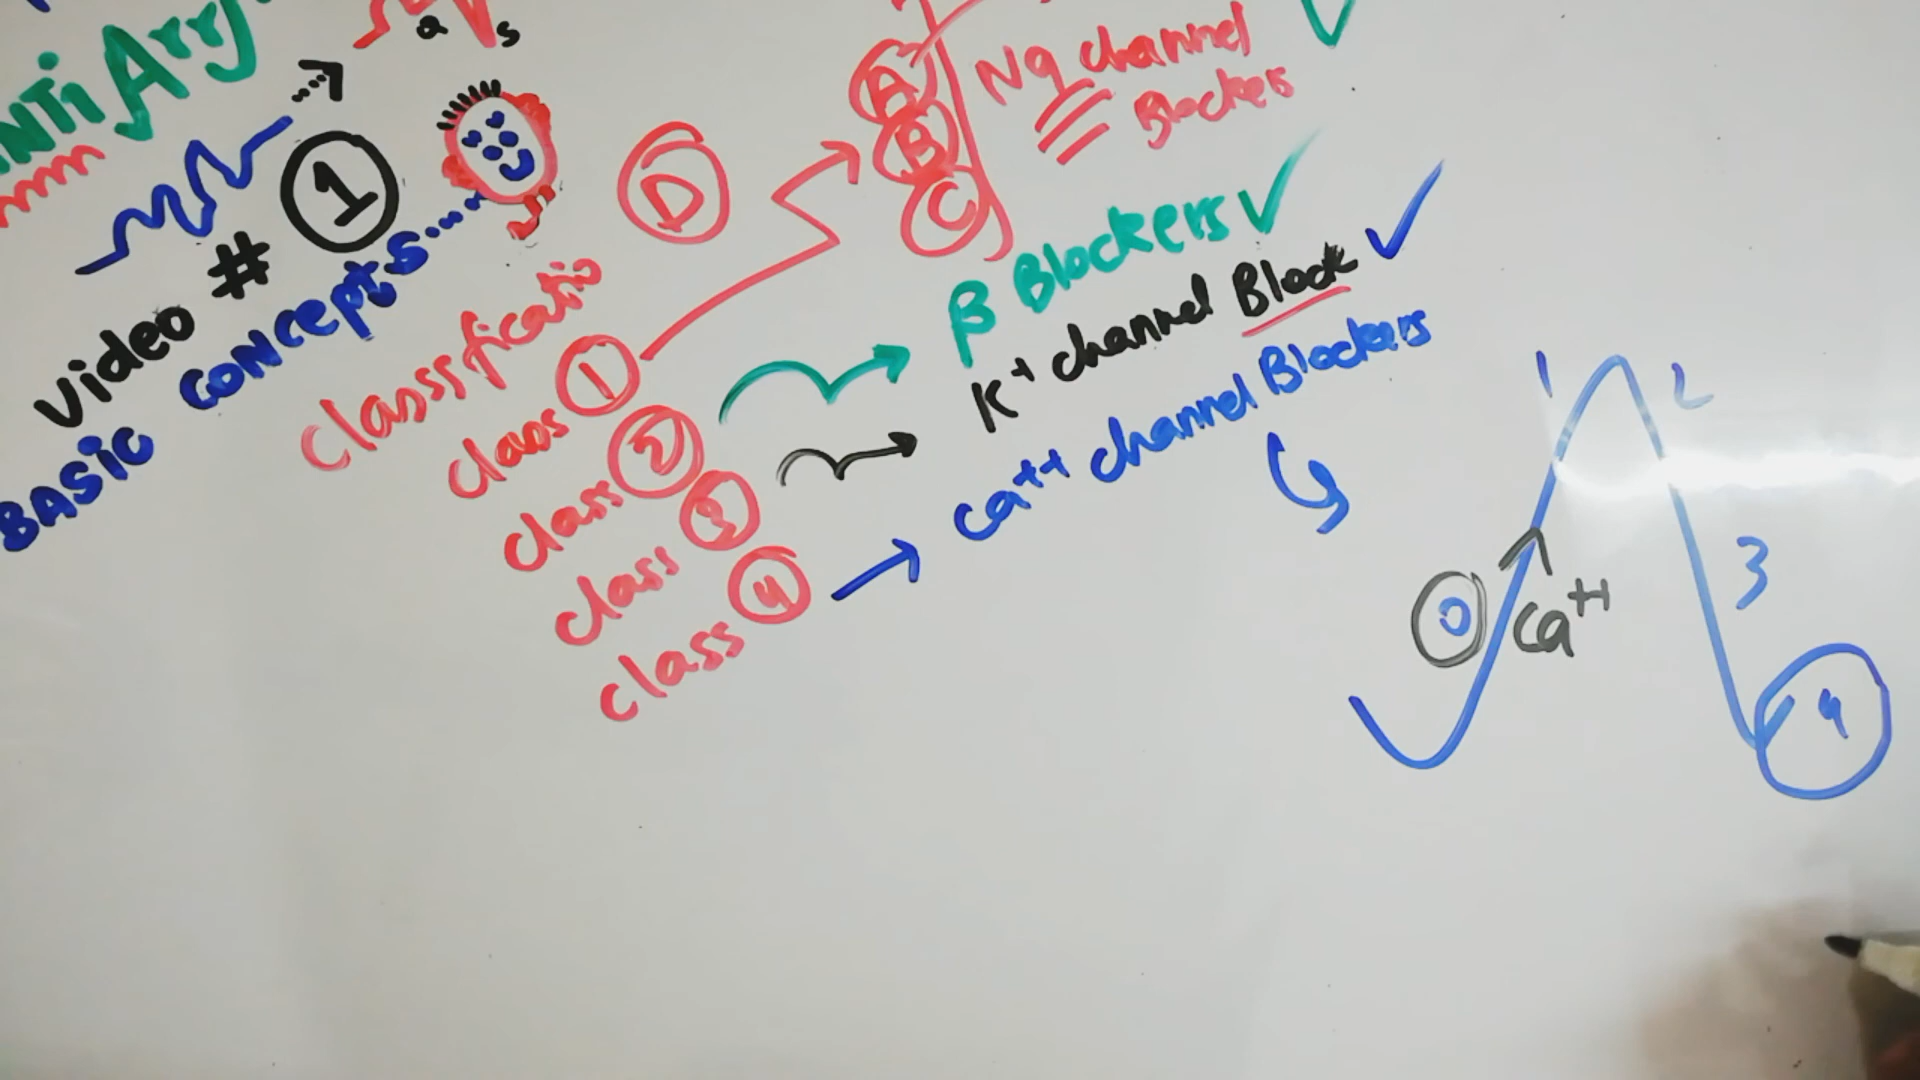 ANTi Arry
Q
S
Video # 1
BASIC CONCEPTS....
D
Classificatio
class 1
class 2
class 3
class 4
A
B
C
Na channel
Blockers
β Blockers
K+ channel Block
Ca++ channel Blockers
1
2
0
Ca++
3
4